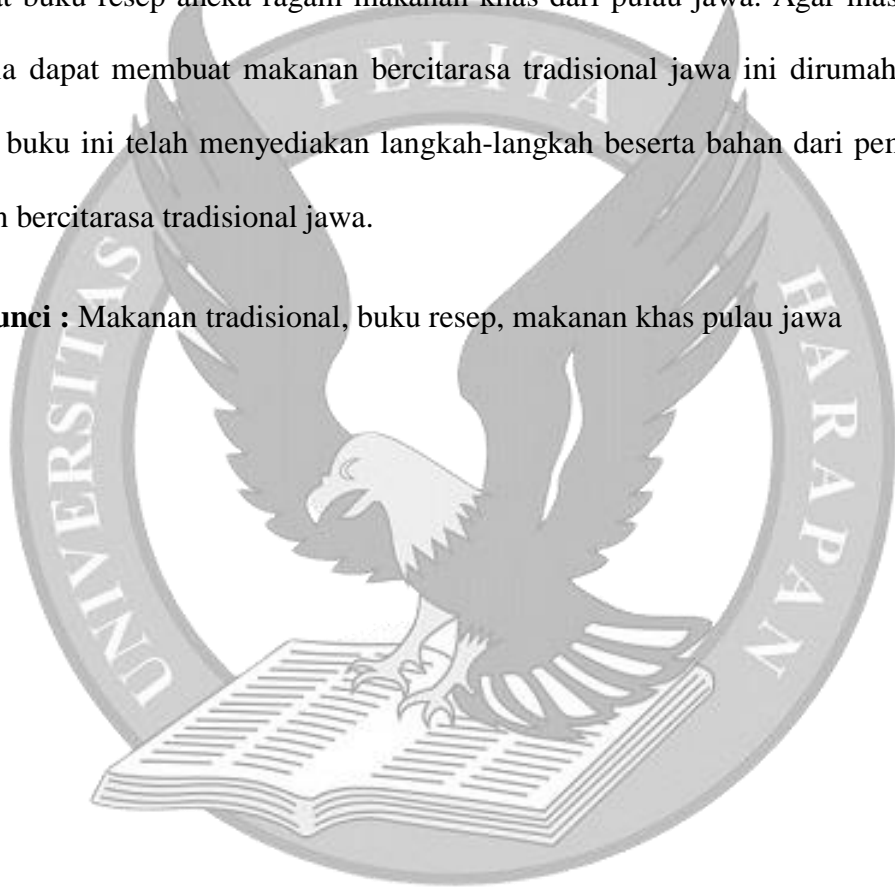 buku resep aneka ragam makanan khas dari pulau jawa. Agar
dapat membuat makanan bercitarasa tradisional jawa ini dirumah
buku ini telah menyediakan langkah-langkah beserta bahan dari
bercitarasa tradisional jawa.
unci : Makanan tradisional, buku resep, makanan khas pulau jawa
UNIVERSITAS PELITA HARAPAN